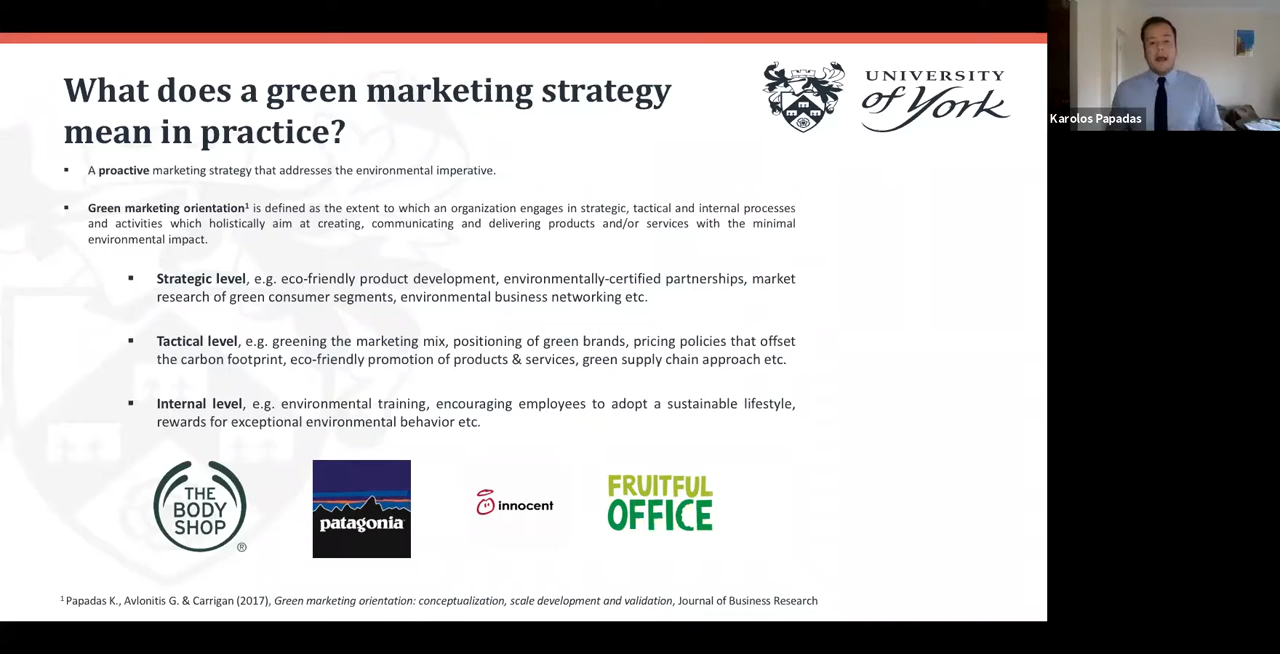 What does a green marketing strategy
mean in practice?
UNIVERSITY
of York
Karolos Papadas
▪ A proactive marketing strategy that addresses the environmental imperative.
▪ Green marketing orientation¹ is defined as the extent to which an organization engages in strategic, tactical and internal processes
and activities which holistically aim at creating, communicating and delivering products and/or services with the minimal
environmental impact.
▪ Strategic level, e.g. eco-friendly product development, environmentally-certified partnerships, market
research of green consumer segments, environmental business networking etc.
▪ Tactical level, e.g. greening the marketing mix, positioning of green brands, pricing policies that offset
the carbon footprint, eco-friendly promotion of products & services, green supply chain approach etc.
▪ Internal level, e.g. environmental training, encouraging employees to adopt a sustainable lifestyle,
rewards for exceptional environmental behavior etc.
THE
BODY
SHOP
®
patagonia
innocent
FRUITFUL
OFFICE
¹ Papadas K., Avlonitis G. & Carrigan (2017), Green marketing orientation: conceptualization, scale development and validation, Journal of Business Research